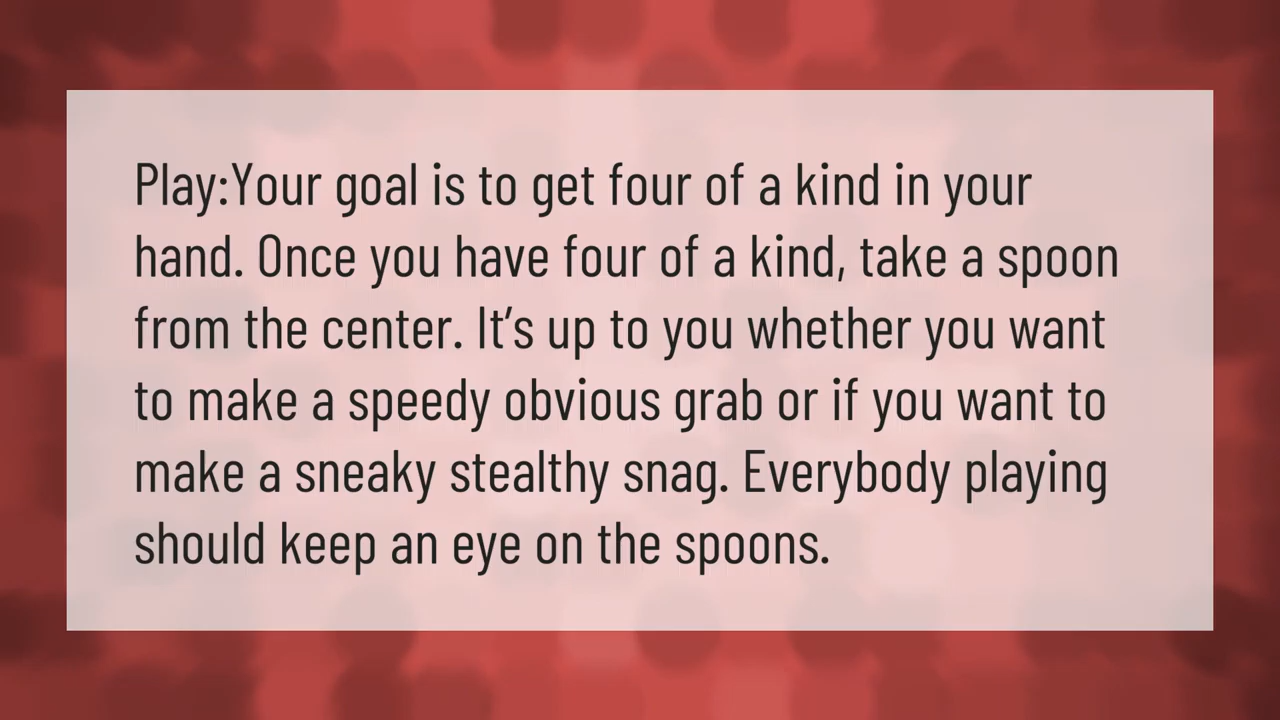 Play:Your goal is to get four of a kind in your
hand. Once you have four of a kind, take a spoon
from the center. It’s up to you whether you want
to make a speedy obvious grab or if you want to
make a sneaky stealthy snag. Everybody playing
should keep an eye on the spoons.